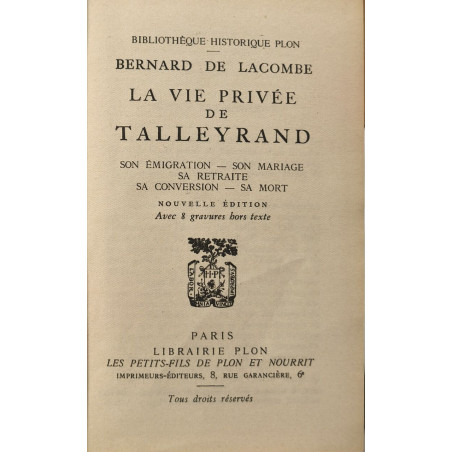 BIBLIOTHÈQUE HISTORIQUE PLON
BERNARD DE LACOMBE
LA VIE PRIVÉE
DE
TALLEYRAND
SON ÉMIGRATION — SON MARIAGE
SA RETRAITE
SA CONVERSION — SA MORT
NOUVELLE ÉDITION
Avec 8 gravures hors texte
LABOR
H·P
PARIS
LIBRAIRIE PLON
LES PETITS-FILS DE PLON ET NOURRIT
IMPRIMEURS-ÉDITEURS, 8, RUE GARANCIÈRE, 6e
Tous droits réservés